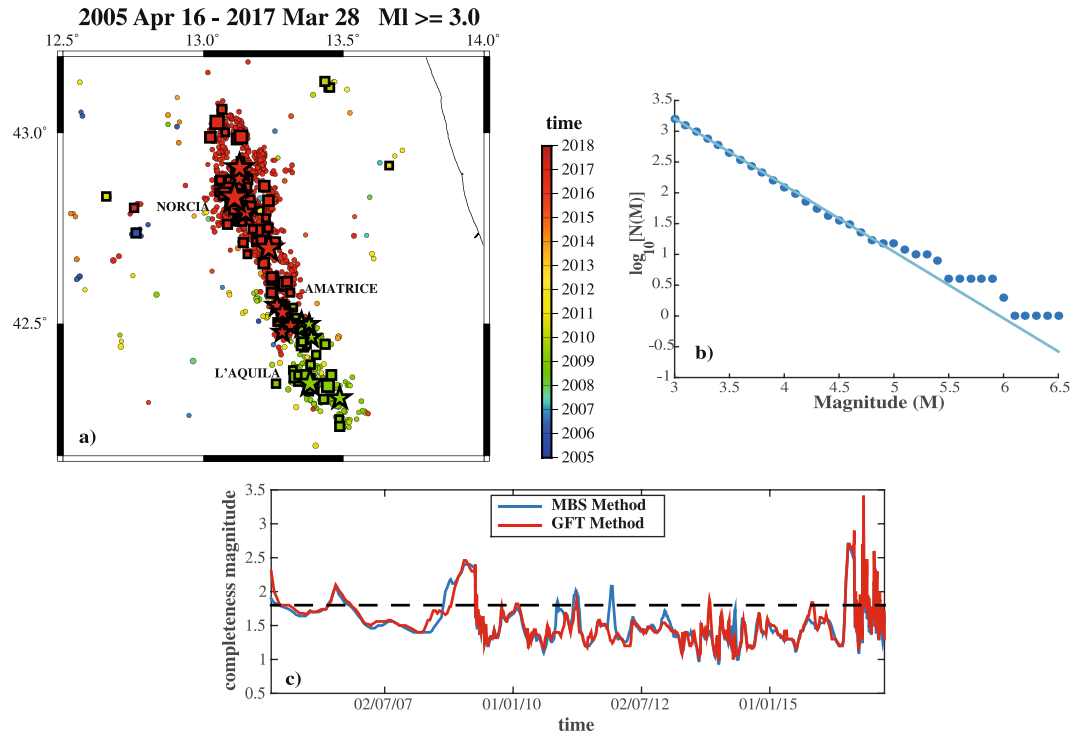 2005 Apr 16 - 2017 Mar 28 Ml >= 3.0
12.5° 13.0° 13.5° 14.0°
43.0°
42.5°
NORCIA
AMATRICE
L'AQUILA
a)
time
2018
2017
2016
2015
2014
2013
2012
2011
2010
2009
2008
2007
2006
2005
log10[N(M)]
3.5
3
2.5
2
1.5
1
0.5
0
−0.5
−1
b)
3 3.5 4 4.5 5 5.5 6 6.5
Magnitude (M)
completeness magnitude
3.5
3
2.5
2
1.5
1
0.5
MBS Method
GFT Method
c)
02/07/07 01/01/10 02/07/12 01/01/15
time